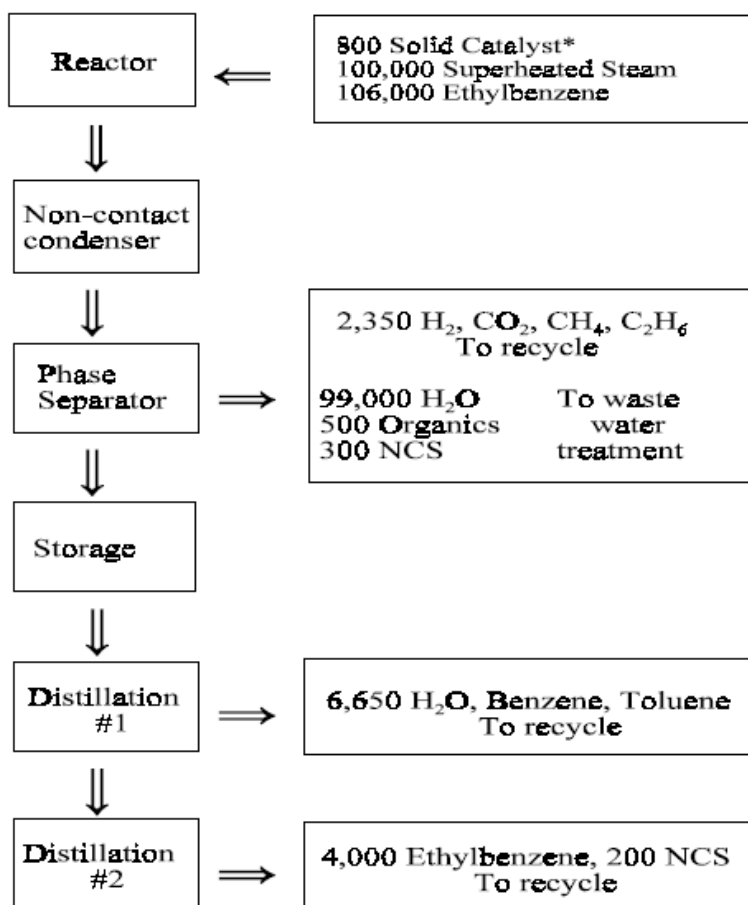 Reactor
800 Solid Catalyst*
100,000 Superheated Steam
106,000 Ethylbenzene
Non-contact
condenser
Phase
Separator
2,350 H₂, CO₂, CH₄, C₂H₆
To recycle
99,000 H₂O To waste
500 Organics water
300 NCS treatment
Storage
Distillation
#1
6,650 H₂O, Benzene, Toluene
To recycle
Distillation
#2
4,000 Ethylbenzene, 200 NCS
To recycle